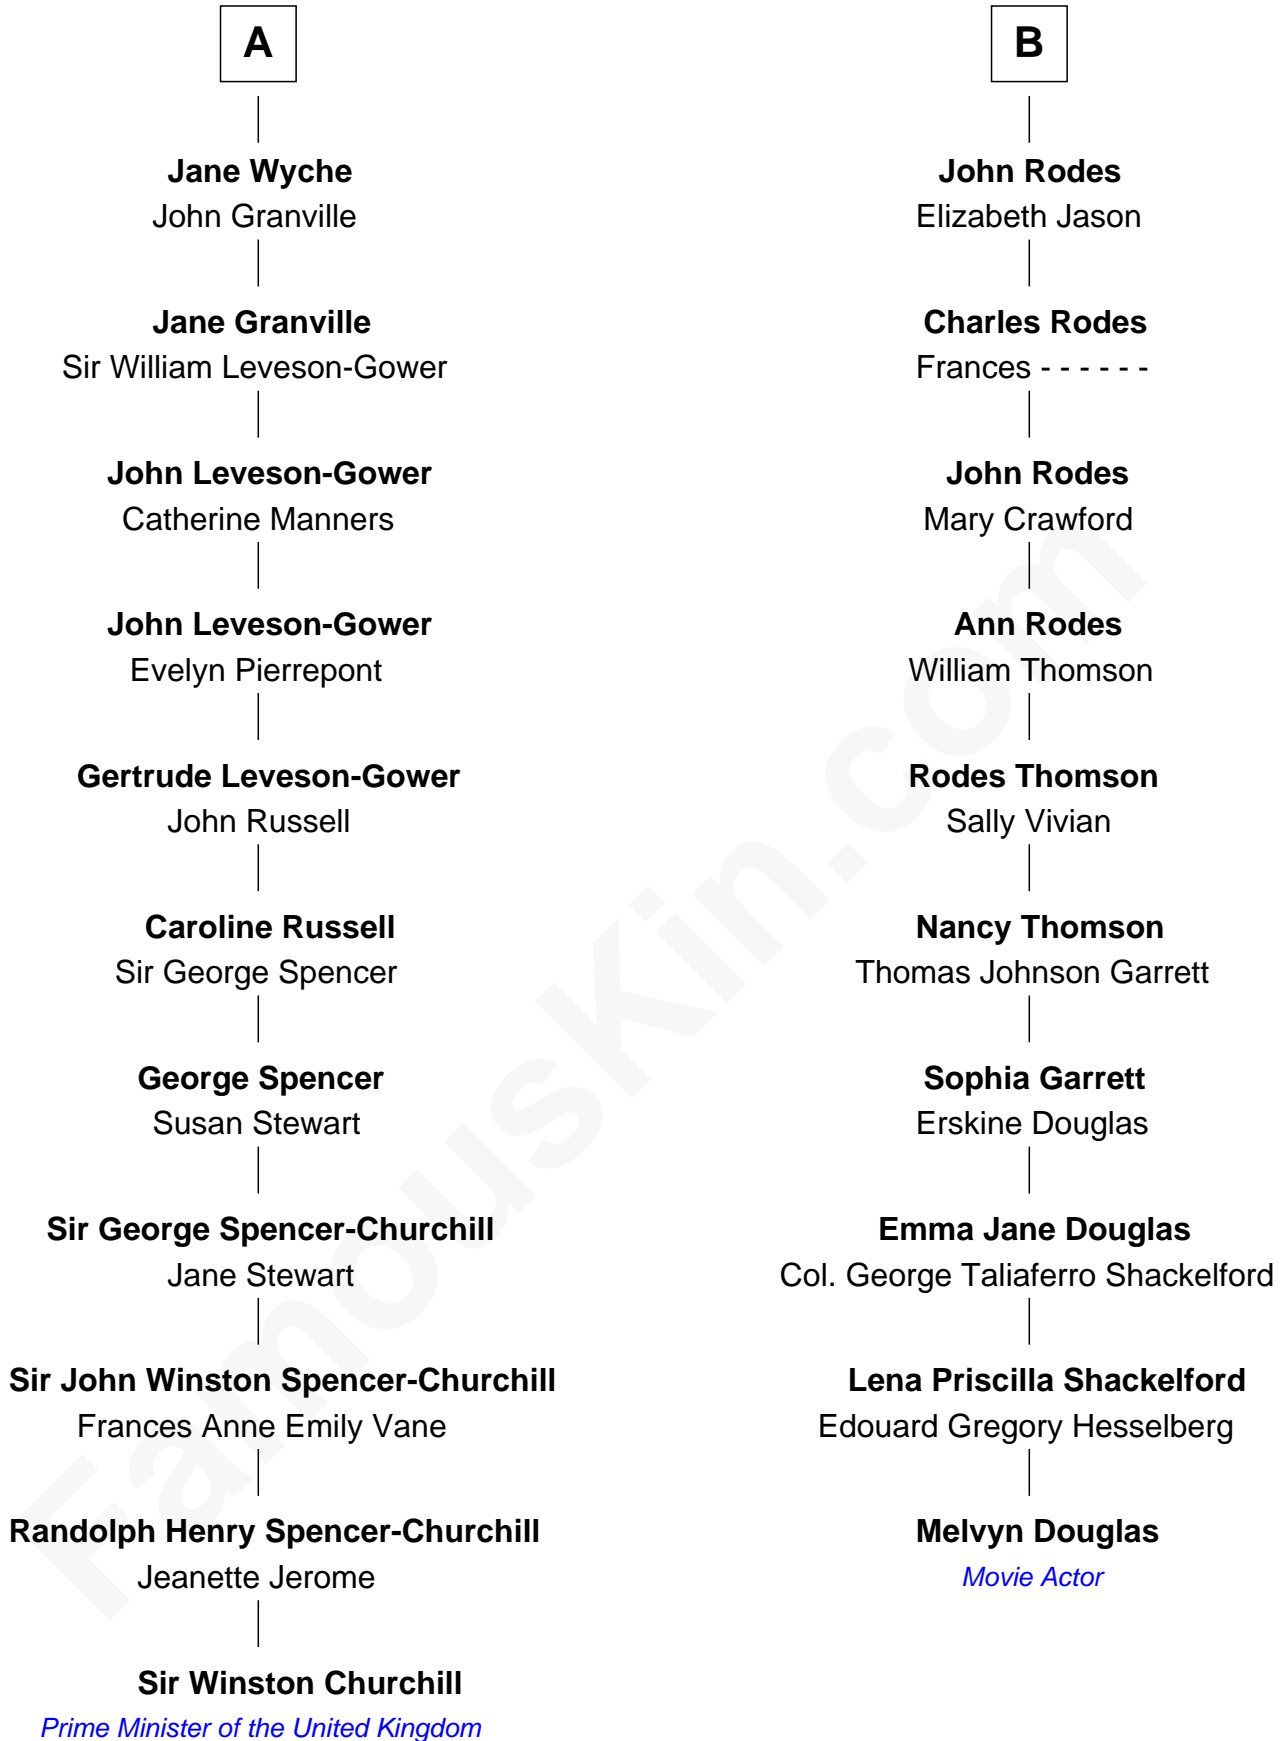 A
Jane Wyche
John Granville
Jane Granville
Sir William Leveson-Gower
John Leveson-Gower
Catherine Manners
John Leveson-Gower
Evelyn Pierrepont
Gertrude Leveson-Gower
John Russell
Caroline Russell
Sir George Spencer
George Spencer
Susan Stewart
Sir George Spencer-Churchill
Jane Stewart
Sir John Winston Spencer-Churchill
Frances Anne Emily Vane
Randolph Henry Spencer-Churchill
Jeanette Jerome
Sir Winston Churchill
Prime Minister of the United Kingdom
B
John Rodes
Elizabeth Jason
Charles Rodes
Frances - - - - - -
John Rodes
Mary Crawford
Ann Rodes
William Thomson
Rodes Thomson
Sally Vivian
Nancy Thomson
Thomas Johnson Garrett
Sophia Garrett
Erskine Douglas
Emma Jane Douglas
Col. George Taliaferro Shackelford
Lena Priscilla Shackelford
Edouard Gregory Hesselberg
Melvyn Douglas
Movie Actor
FamousKin.com